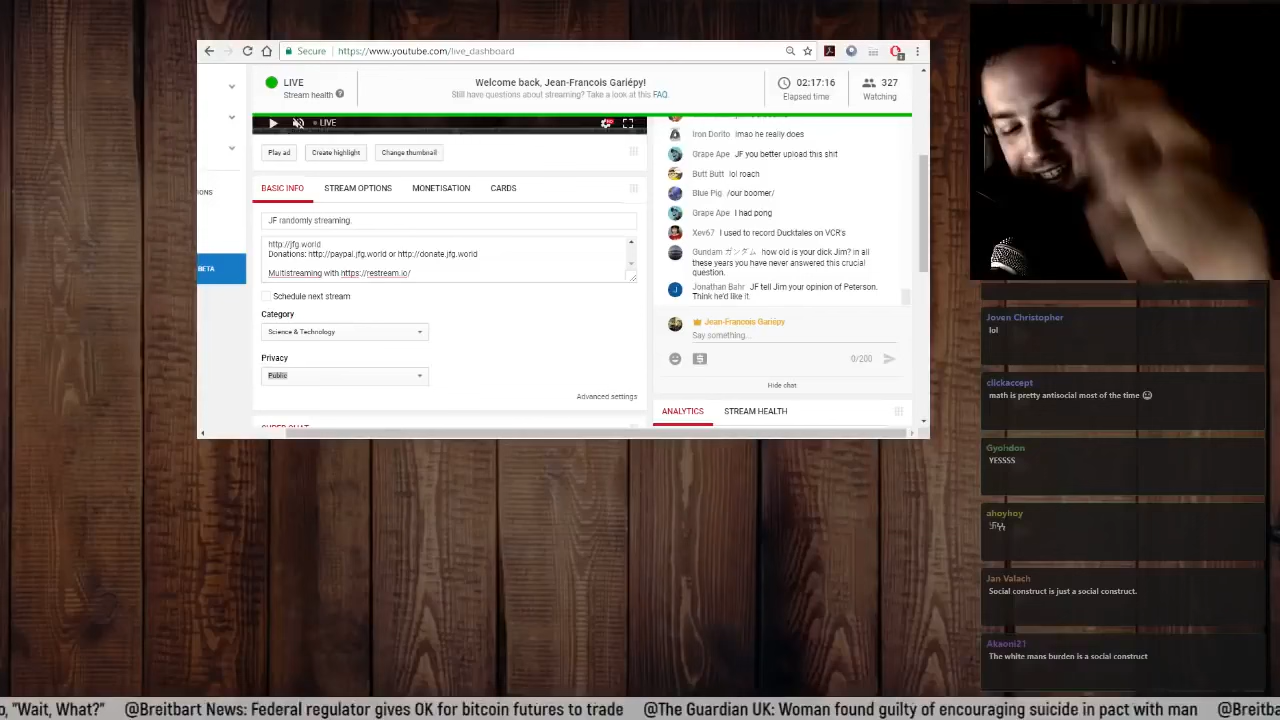 Secure
https://www.youtube.com/live_dashboard
LIVE
Stream health
Welcome back, Jean-Francois Gariépy!
Still have questions about streaming? Take a look at this FAQ.
02:17:16
Elapsed time
327
Watching
LIVE
Play ad
Create highlight
Change thumbnail
BASIC INFO
STREAM OPTIONS
MONETISATION
CARDS
JF randomly streaming.
http://jfg.world
Donations: http://paypal.jfg.world or http://donate.jfg.world
Multistreaming with https://restream.io/
Schedule next stream
Category
Science & Technology
Privacy
Public
Advanced settings
IONS
BETA
Iron Dorito lmao he really does
Grape Ape JF you better upload this shit
Butt Butt lol roach
Blue Pig /our boomer/
Grape Ape I had pong
Xev67 I used to record Ducktales on VCR's
Gundam ガンダム how old is your dick Jim? in all
these years you have never answered this crucial
question.
Jonathan Bahr JF tell Jim your opinion of Peterson.
Think he'd like it.
Jean-Francois Gariépy
Say something...
0/200
Hide chat
ANALYTICS
STREAM HEALTH
Joven Christopher
lol
clickaccept
math is pretty antisocial most of the time
Gyohdon
YESSSS
ahoyhoy
Jan Valach
Social construct is just a social construct.
Akaoni21
The white mans burden is a social construct
o, "Wait, What?" @Breitbart News: Federal regulator gives OK for bitcoin futures to trade @The Guardian UK: Woman found guilty of encouraging suicide in pact with man @Breitba